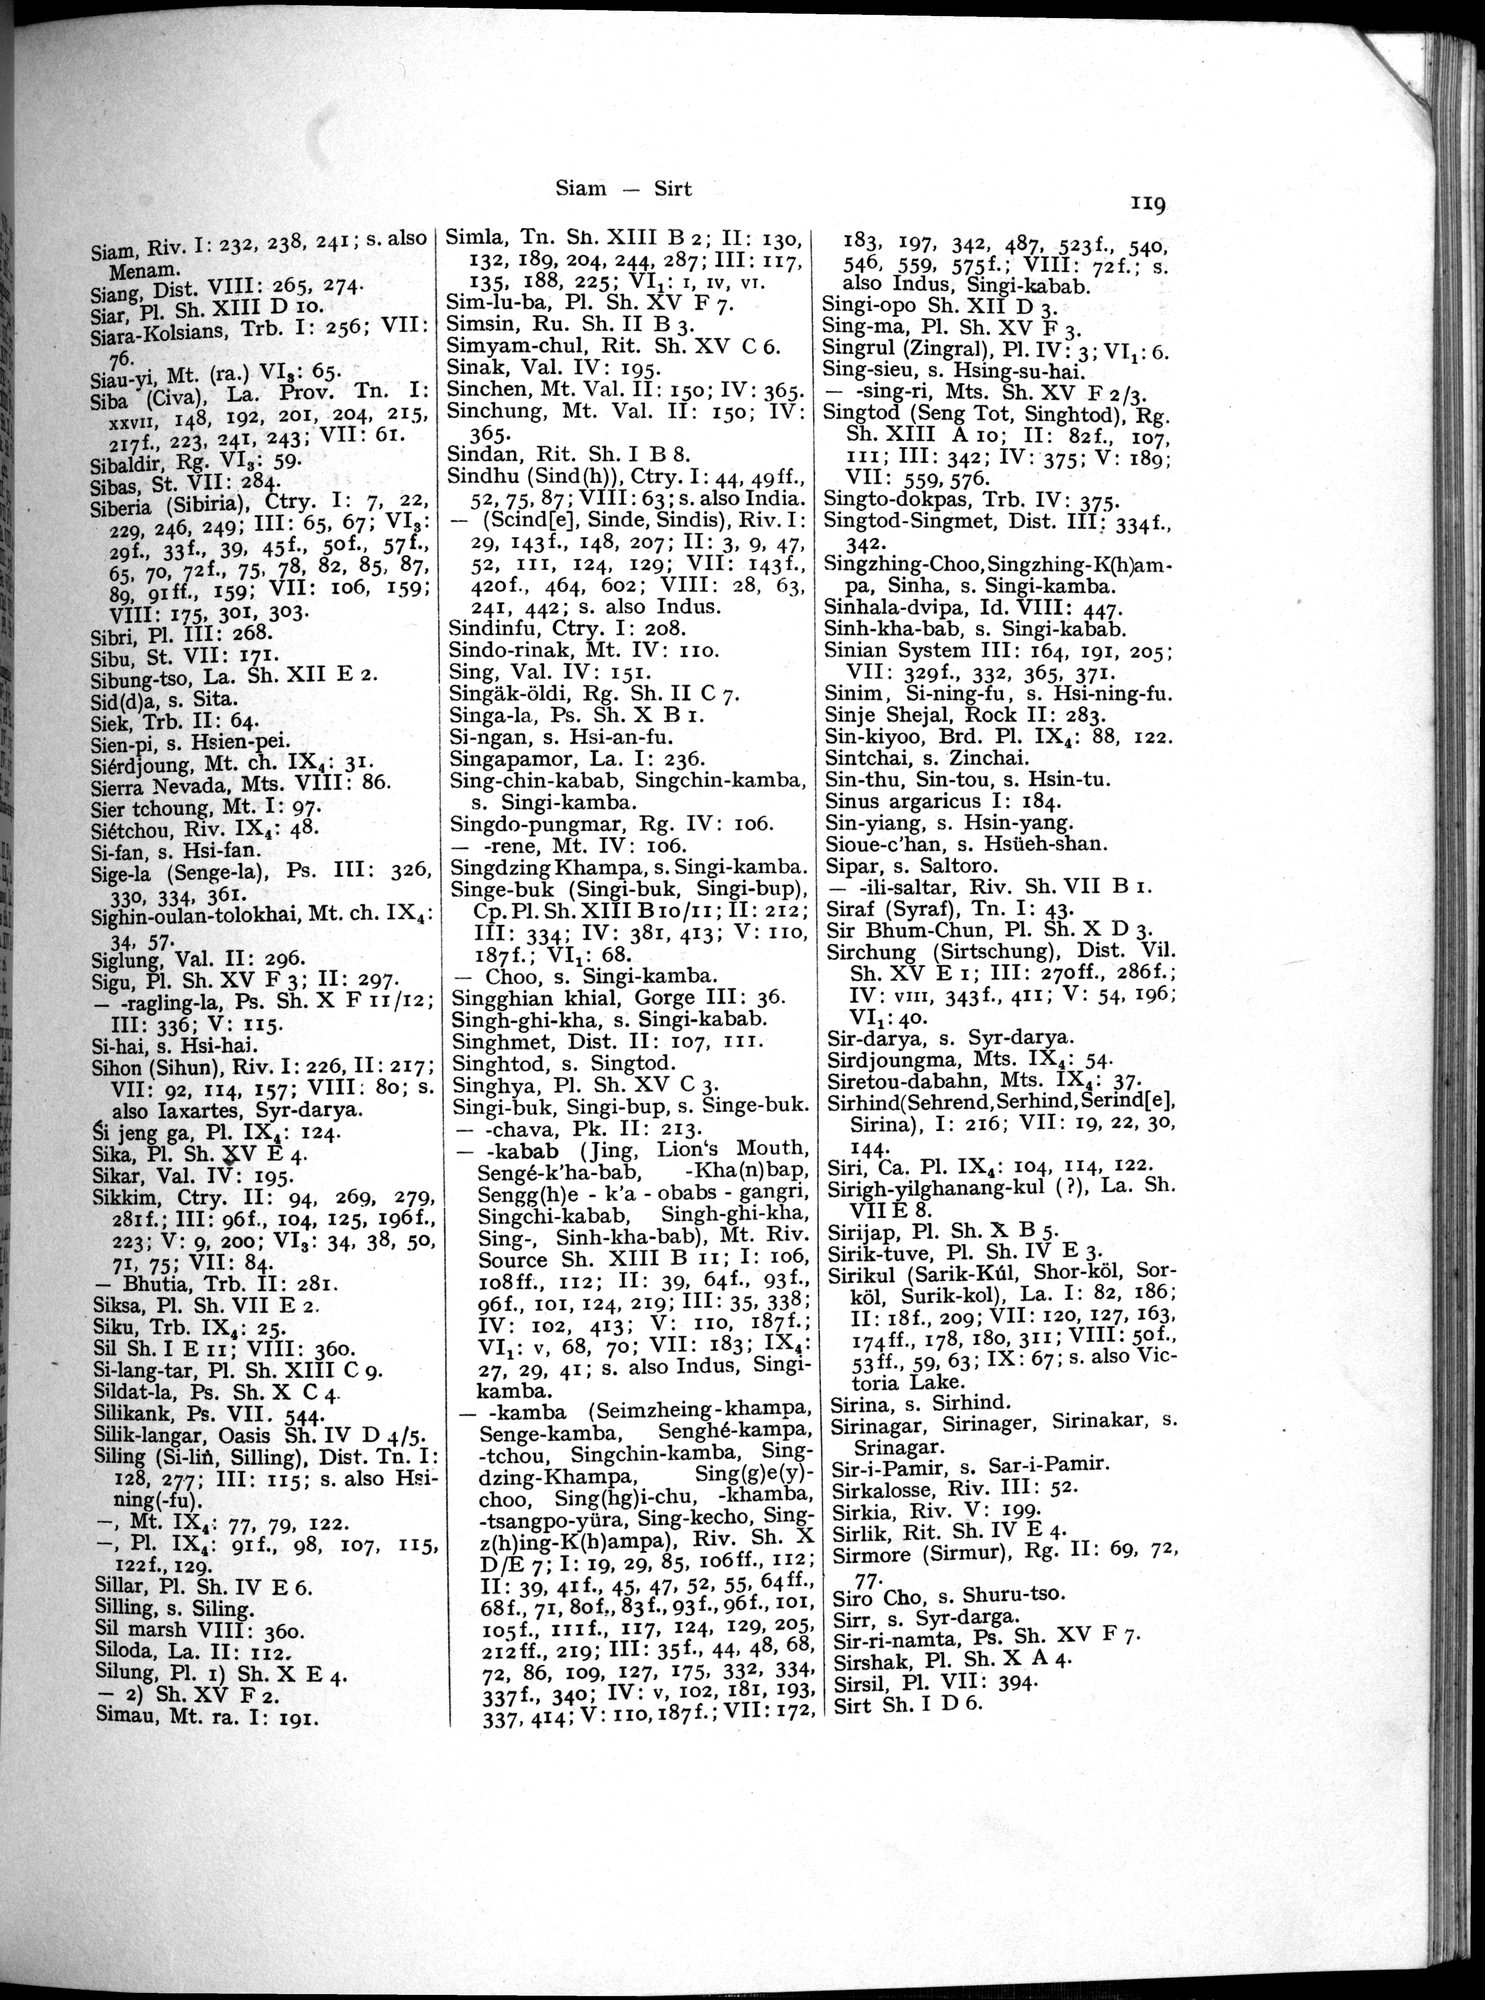 Siam — Sirt
119
Siam, Riv. I: 232, 238, 241; s. also
Menam.
Siang, Dist. VIII: 265, 274.
Siar, Pl. Sh. XIII D 10.
Siara-Kolsians, Trb. I: 256; VII:
76.
Siau-yi, Mt. (ra.) VI₃: 65.
Siba (Civa), La. Prov. Tn. I:
XXVII, 148, 192, 201, 204, 215,
217f., 223, 241, 243; VII: 61.
Sibaldir, Rg. VI₃: 59.
Sibas, St. VII: 284.
Siberia (Sibiria), Ctry. I: 7, 22,
229, 246, 249; III: 65, 67; VI₃:
29f., 33f., 39, 45f., 50f., 57f.,
65, 70, 72f., 75, 78, 82, 85, 87,
89, 91ff., 159; VII: 106, 159;
VIII: 175, 301, 303.
Sibri, Pl. III: 268.
Sibu, St. VII: 171.
Sibung-tso, La. Sh. XII E 2.
Sid(d)a, s. Sita.
Siek, Trb. II: 64.
Sien-pi, s. Hsien-pei.
Siérdjoung, Mt. ch. IX₄: 31.
Sierra Nevada, Mts. VIII: 86.
Sier tchoung, Mt. I: 97.
Siétchou, Riv. IX₄: 48.
Si-fan, s. Hsi-fan.
Sige-la (Senge-la), Ps. III: 326,
330, 334, 361.
Sighin-oulan-tolokhai, Mt. ch. IX₄:
34, 57.
Siglung, Val. II: 296.
Sigu, Pl. Sh. XV F 3; II: 297.
— -ragling-la, Ps. Sh. X F 11/12;
III: 336; V: 115.
Si-hai, s. Hsi-hai.
Sihon (Sihun), Riv. I: 226, II: 217;
VII: 92, 114, 157; VIII: 80; s.
also Iaxartes, Syr-darya.
Śi jeng ga, Pl. IX₄: 124.
Sika, Pl. Sh. XV E 4.
Sikar, Val. IV: 195.
Sikkim, Ctry. II: 94, 269, 279,
281f.; III: 96f., 104, 125, 196f.,
223; V: 9, 200; VI₃: 34, 38, 50,
71, 75; VII: 84.
— Bhutia, Trb. II: 281.
Siksa, Pl. Sh. VII E 2.
Siku, Trb. IX₄: 25.
Sil Sh. I E 11; VIII: 360.
Si-lang-tar, Pl. Sh. XIII C 9.
Sildat-la, Ps. Sh. X C 4.
Silikank, Ps. VII. 544.
Silik-langar, Oasis Sh. IV D 4/5.
Siling (Si-liṅ, Silling), Dist. Tn. I:
128, 277; III: 115; s. also Hsi-
ning(-fu).
—, Mt. IX₄: 77, 79, 122.
—, Pl. IX₄: 91f., 98, 107, 115,
122f., 129.
Sillar, Pl. Sh. IV E 6.
Silling, s. Siling.
Sil marsh VIII: 360.
Siloda, La. II: 112.
Silung, Pl. 1) Sh. X E 4.
— 2) Sh. XV F 2.
Simau, Mt. ra. I: 191.
Simla, Tn. Sh. XIII B 2; II: 130,
132, 189, 204, 244, 287; III: 117,
135, 188, 225; VI₁: I, IV, VI.
Sim-lu-ba, Pl. Sh. XV F 7.
Simsin, Ru. Sh. II B 3.
Simyam-chul, Rit. Sh. XV C 6.
Sinak, Val. IV: 195.
Sinchen, Mt. Val. II: 150; IV: 365.
Sinchung, Mt. Val. II: 150; IV:
365.
Sindan, Rit. Sh. I B 8.
Sindhu (Sind(h)), Ctry. I: 44, 49ff.,
52, 75, 87; VIII: 63; s. also India.
— (Scind[e], Sinde, Sindis), Riv. I:
29, 143f., 148, 207; II: 3, 9, 47,
52, 111, 124, 129; VII: 143f.,
420f., 464, 602; VIII: 28, 63,
241, 442; s. also Indus.
Sindinfu, Ctry. I: 208.
Sindo-rinak, Mt. IV: 110.
Sing, Val. IV: 151.
Singäk-öldi, Rg. Sh. II C 7.
Singa-la, Ps. Sh. X B 1.
Si-ngan, s. Hsi-an-fu.
Singapamor, La. I: 236.
Sing-chin-kabab, Singchin-kamba,
s. Singi-kamba.
Singdo-pungmar, Rg. IV: 106.
— -rene, Mt. IV: 106.
Singdzing Khampa, s. Singi-kamba.
Singe-buk (Singi-buk, Singi-bup),
Cp. Pl. Sh. XIII B 10/11; II: 212;
III: 334; IV: 381, 413; V: 110,
187f.; VI₁: 68.
— Choo, s. Singi-kamba.
Singghian khial, Gorge III: 36.
Singh-ghi-kha, s. Singi-kabab.
Singhmet, Dist. II: 107, 111.
Singhtod, s. Singtod.
Singhya, Pl. Sh. XV C 3.
Singi-buk, Singi-bup, s. Singe-buk.
— -chava, Pk. II: 213.
— -kabab (Jing, Lion‘s Mouth,
Sengé-k’ha-bab, -Kha(n)bap,
Sengg(h)e - k’a - obabs - gangri,
Singchi-kabab, Singh-ghi-kha,
Sing-, Sinh-kha-bab), Mt. Riv.
Source Sh. XIII B 11; I: 106,
108ff., 112; II: 39, 64f., 93f.,
96f., 101, 124, 219; III: 35, 338;
IV: 102, 413; V: 110, 187f.;
VI₁: V, 68, 70; VII: 183; IX₄:
27, 29, 41; s. also Indus, Singi-
kamba.
— -kamba (Seimzheing-khampa,
Senge-kamba, Senghé-kampa,
-tchou, Singchin-kamba, Sing-
dzing-Khampa, Sing(g)e(y)-
choo, Sing(hg)i-chu, -khamba,
-tsangpo-yüra, Sing-kecho, Sing-
z(h)ing-K(h)ampa), Riv. Sh. X
D/E 7; I: 19, 29, 85, 106ff., 112;
II: 39, 41f., 45, 47, 52, 55, 64ff.,
68f., 71, 80f., 83f., 93f., 96f., 101,
105f., 111f., 117, 124, 129, 205,
212ff., 219; III: 35f., 44, 48, 68,
72, 86, 109, 127, 175, 332, 334,
337f., 340; IV: V, 102, 181, 193,
337, 414; V: 110, 187f.; VII: 172,
183, 197, 342, 487, 523f., 540,
546, 559, 575f.; VIII: 72f.; s.
also Indus, Singi-kabab.
Singi-opo Sh. XII D 3.
Sing-ma, Pl. Sh. XV F 3.
Singrul (Zingral), Pl. IV: 3; VI₁: 6.
Sing-sieu, s. Hsing-su-hai.
— -sing-ri, Mts. Sh. XV F 2/3.
Singtod (Seng Tot, Singhtod), Rg.
Sh. XIII A 10; II: 82f., 107,
111; III: 342; IV: 375; V: 189;
VII: 559, 576.
Singto-dokpas, Trb. IV: 375.
Singtod-Singmet, Dist. III: 334f.,
342.
Singzhing-Choo, Singzhing-K(h)am-
pa, Sinha, s. Singi-kamba.
Sinhala-dvipa, Id. VIII: 447.
Sinh-kha-bab, s. Singi-kabab.
Sinian System III: 164, 191, 205;
VII: 329f., 332, 365, 371.
Sinim, Si-ning-fu, s. Hsi-ning-fu.
Sinje Shejal, Rock II: 283.
Sin-kiyoo, Brd. Pl. IX₄: 88, 122.
Sintchai, s. Zinchai.
Sin-thu, Sin-tou, s. Hsin-tu.
Sinus argaricus I: 184.
Sin-yiang, s. Hsin-yang.
Sioue-c’han, s. Hsüeh-shan.
Sipar, s. Saltoro.
— -ili-saltar, Riv. Sh. VII B 1.
Siraf (Syraf), Tn. I: 43.
Sir Bhum-Chun, Pl. Sh. X D 3.
Sirchung (Sirtschung), Dist. Vil.
Sh. XV E 1; III: 270ff., 286f.;
IV: VIII, 343f., 411; V: 54, 196;
VI₁: 40.
Sir-darya, s. Syr-darya.
Sirdjoungma, Mts. IX₄: 54.
Siretou-dabahn, Mts. IX₄: 37.
Sirhind(Sehrend,Serhind,Serind[e],
Sirina), I: 216; VII: 19, 22, 30,
144.
Siri, Ca. Pl. IX₄: 104, 114, 122.
Sirigh-yilghanang-kul (?), La. Sh.
VII E 8.
Sirijap, Pl. Sh. X B 5.
Sirik-tuve, Pl. Sh. IV E 3.
Sirikul (Sarik-Kúl, Shor-köl, Sor-
köl, Surik-kol), La. I: 82, 186;
II: 18f., 209; VII: 120, 127, 163,
174ff., 178, 180, 311; VIII: 50f.,
53ff., 59, 63; IX: 67; s. also Vic-
toria Lake.
Sirina, s. Sirhind.
Sirinagar, Sirinager, Sirinakar, s.
Srinagar.
Sir-i-Pamir, s. Sar-i-Pamir.
Sirkalosse, Riv. III: 52.
Sirkia, Riv. V: 199.
Sirlik, Rit. Sh. IV E 4.
Sirmore (Sirmur), Rg. II: 69, 72,
77.
Siro Cho, s. Shuru-tso.
Sirr, s. Syr-darga.
Sir-ri-namta, Ps. Sh. XV F 7.
Sirshak, Pl. Sh. X A 4.
Sirsil, Pl. VII: 394.
Sirt Sh. I D 6.